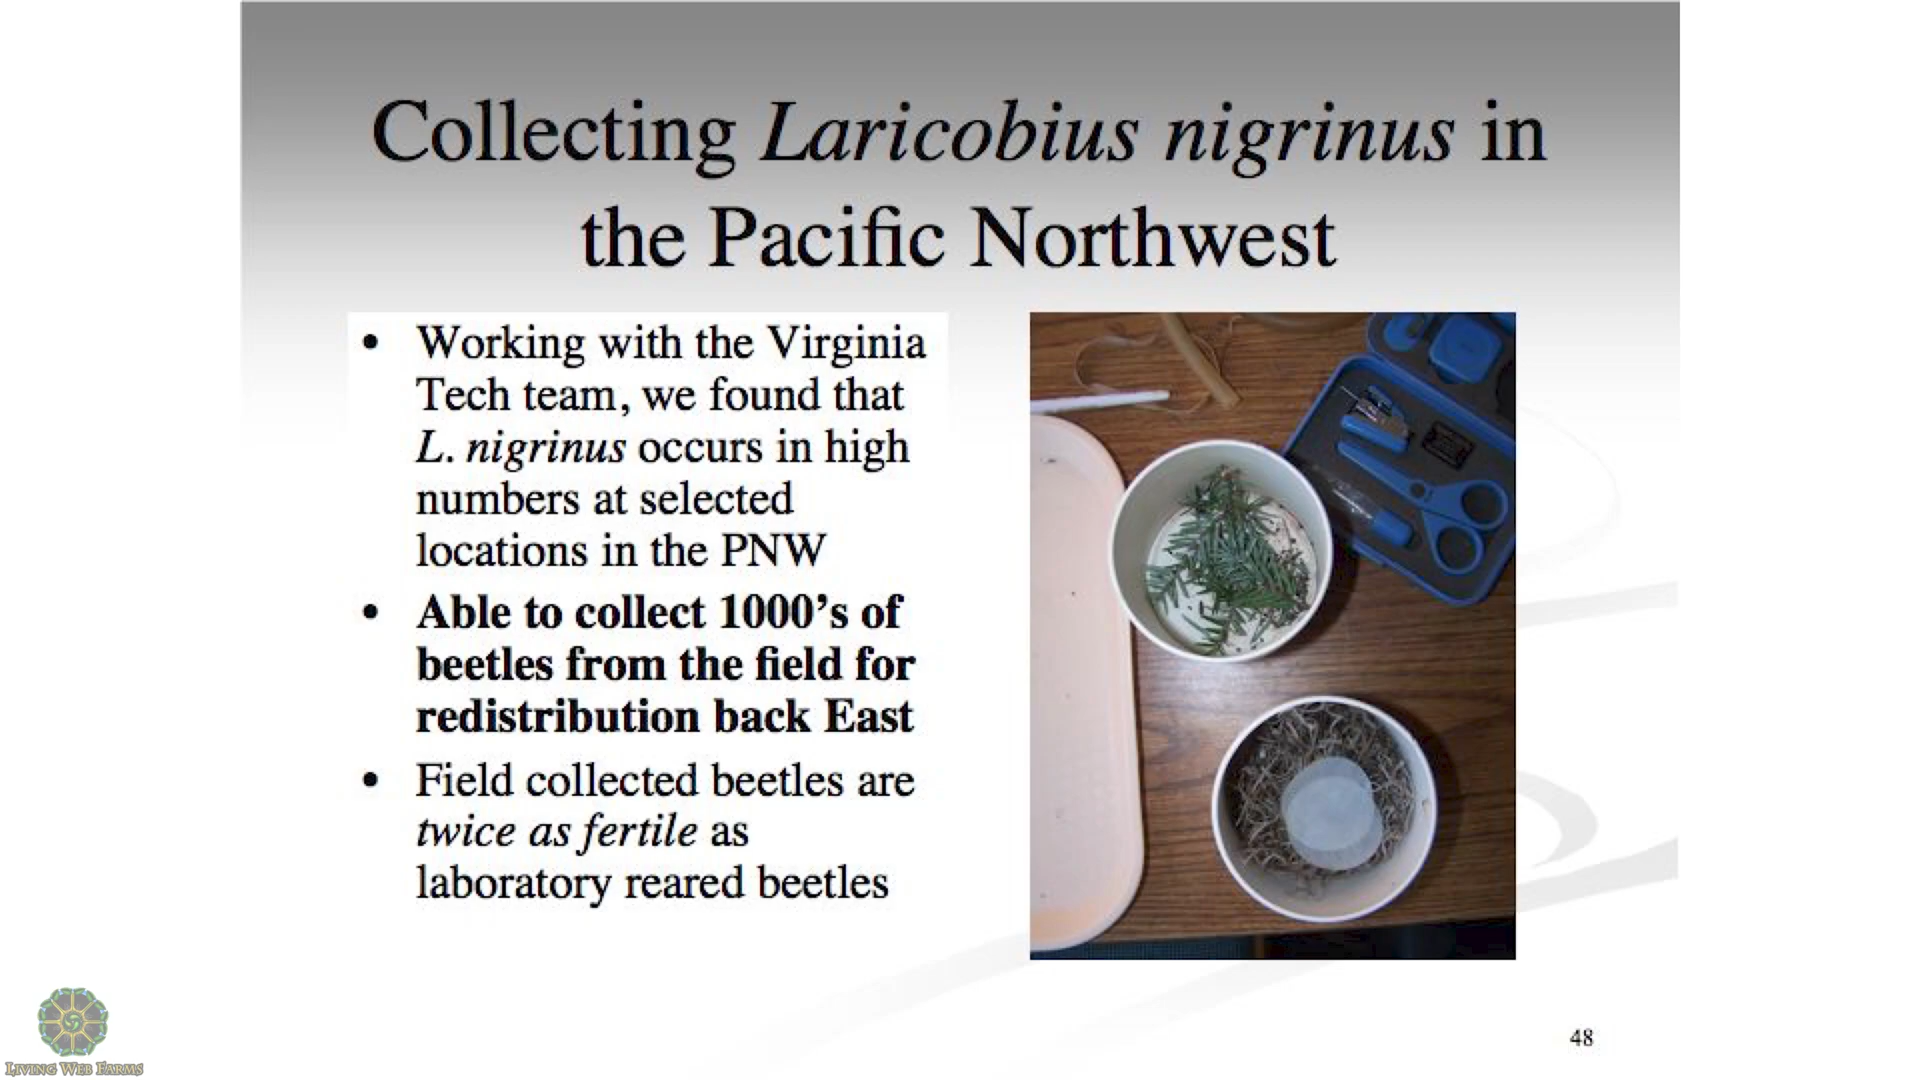 Collecting Laricobius nigrinus in
the Pacific Northwest
• Working with the Virginia
Tech team, we found that
L. nigrinus occurs in high
numbers at selected
locations in the PNW
• Able to collect 1000’s of
beetles from the field for
redistribution back East
• Field collected beetles are
twice as fertile as
laboratory reared beetles
48
LIVING WEB FARMS